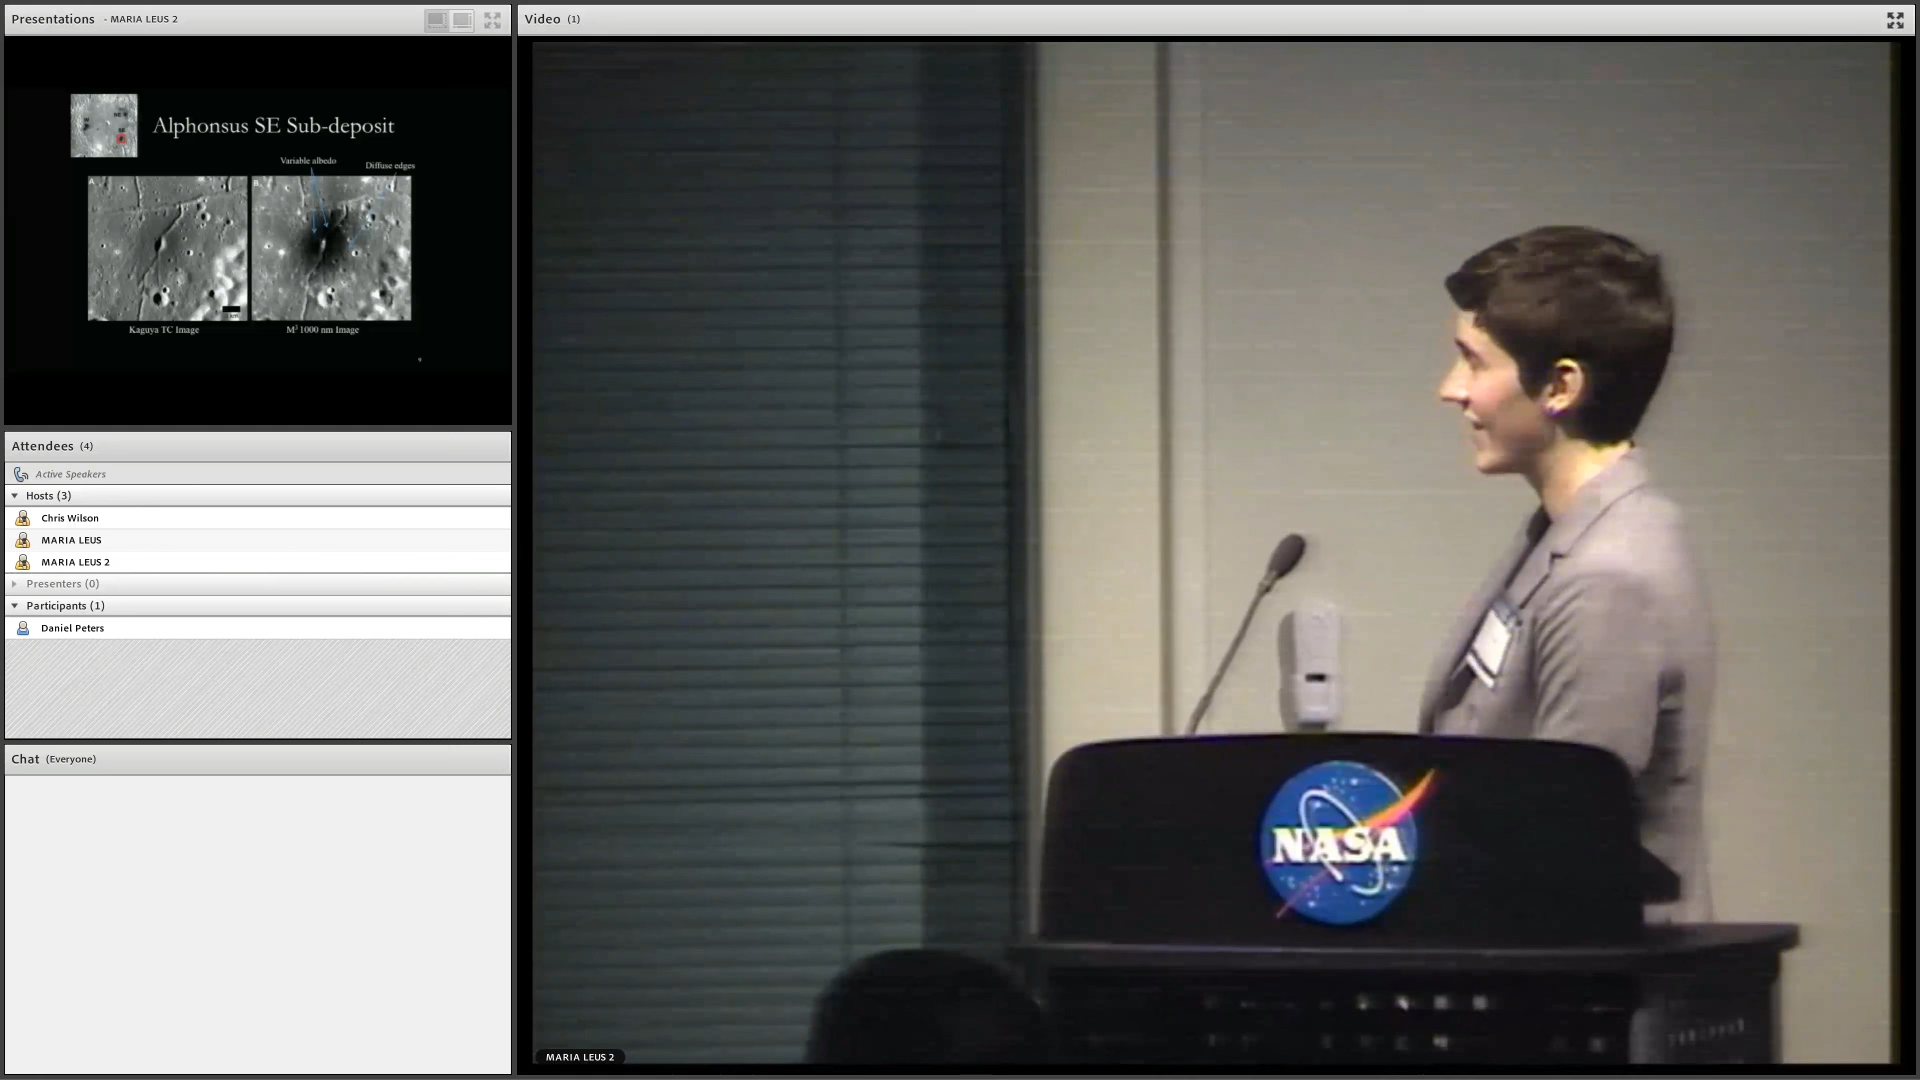 Presentations - MARIA LEUS 2
Alphonsus SE Sub-deposit
Variable albedo
Diffuse edges
A
B
Kaguya TC Image
M³ 1000 nm Image
Attendees (4)
Active Speakers
Hosts (3)
Chris Wilson
MARIA LEUS
MARIA LEUS 2
Presenters (0)
Participants (1)
Daniel Peters
Chat (Everyone)
Video (1)
NASA
MARIA LEUS 2